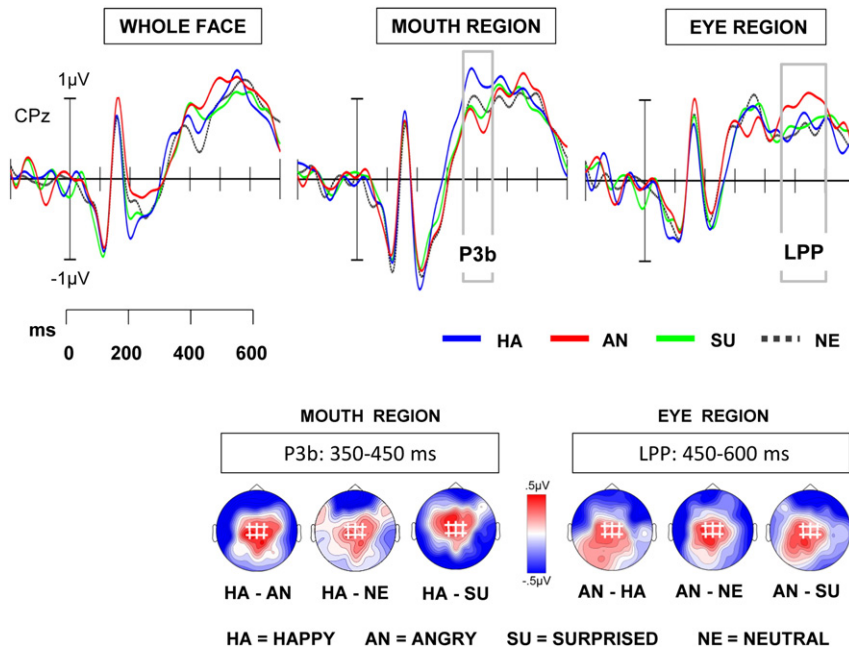 WHOLE FACE
MOUTH REGION
EYE REGION
1µV
CPz
-1µV
P3b
LPP
ms
0 200 400 600
HA AN SU NE
MOUTH REGION
EYE REGION
P3b: 350-450 ms
LPP: 450-600 ms
.5µV
-.5µV
HA - AN HA - NE HA - SU
AN - HA AN - NE AN - SU
HA = HAPPY AN = ANGRY SU = SURPRISED NE = NEUTRAL